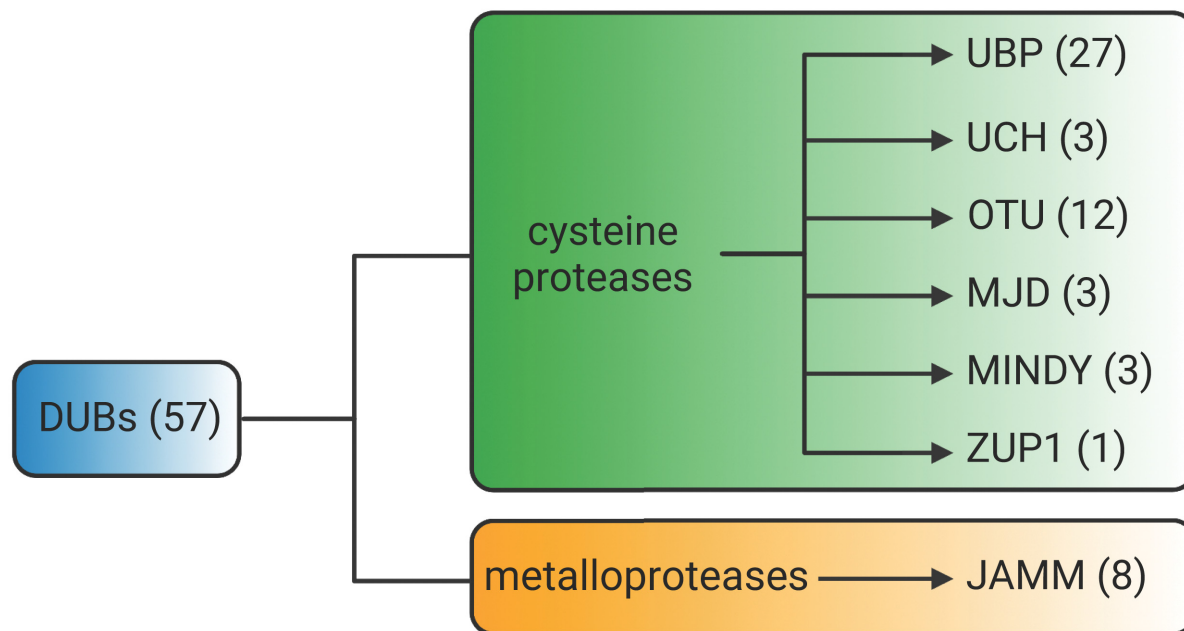 UBP (27)
UCH (3)
OTU (12)
cysteine
proteases
MJD (3)
MINDY (3)
DUBs (57)
ZUP1 (1)
metalloproteases
JAMM (8)